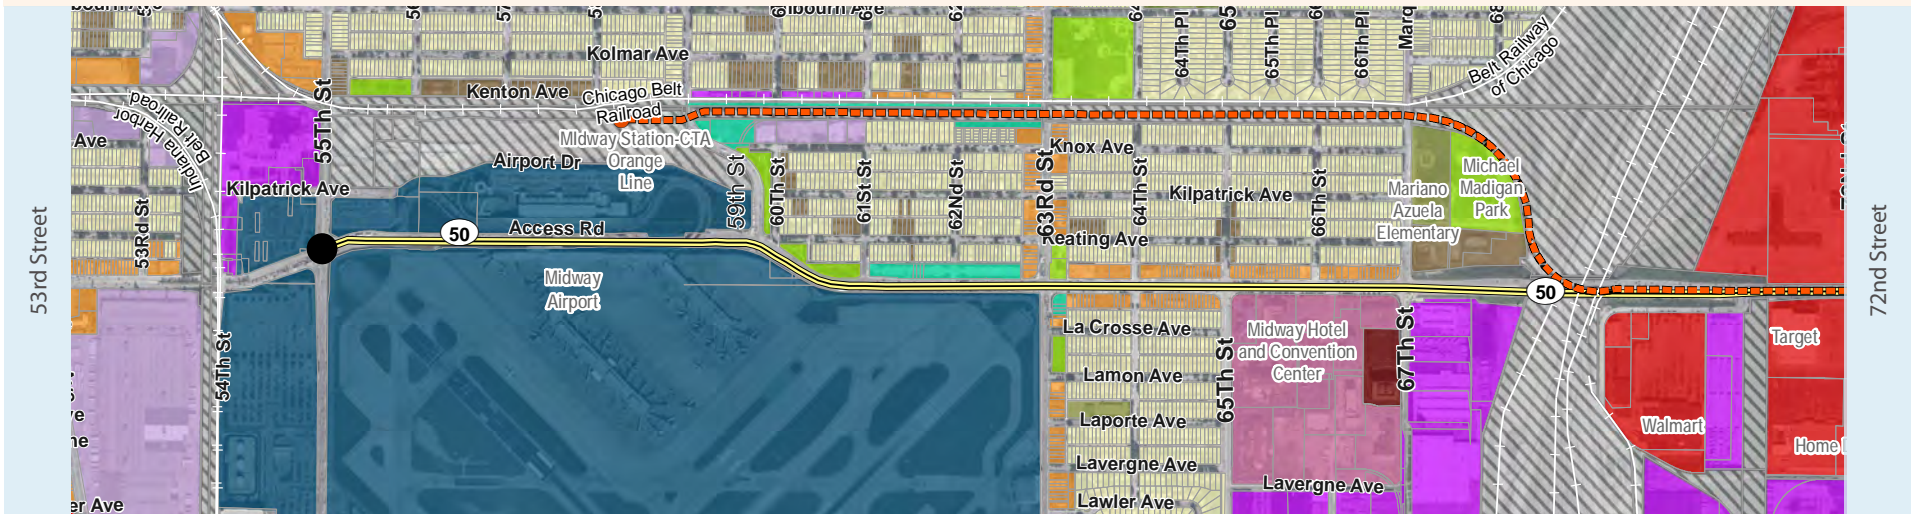 53rd Street
72nd Street
Kolmar Ave
Kenton Ave
Chicago Belt
Railroad
Belt Railway
of Chicago
Indiana Harbor
Belt Railroad
55Th St
Ave
Kilpatrick Ave
53Rd St
54Th St
Airport Dr
Midway Station-CTA
Orange
Line
Access Rd
50
Midway
Airport
59th St
60Th St
61St St
62Nd St
63Rd St
64Th St
66Th St
Knox Ave
Kilpatrick Ave
Keating Ave
64Th Pl
65Th Pl
66Th Pl
Marq
Mariano
Azuela
Elementary
Michael
Madigan
Park
50
La Crosse Ave
Lamon Ave
Laporte Ave
Lavergne Ave
Lawler Ave
65Th St
Midway Hotel
and Convention
Center
67Th St
Lavergne Ave
Walmart
Target
Home
er Ave